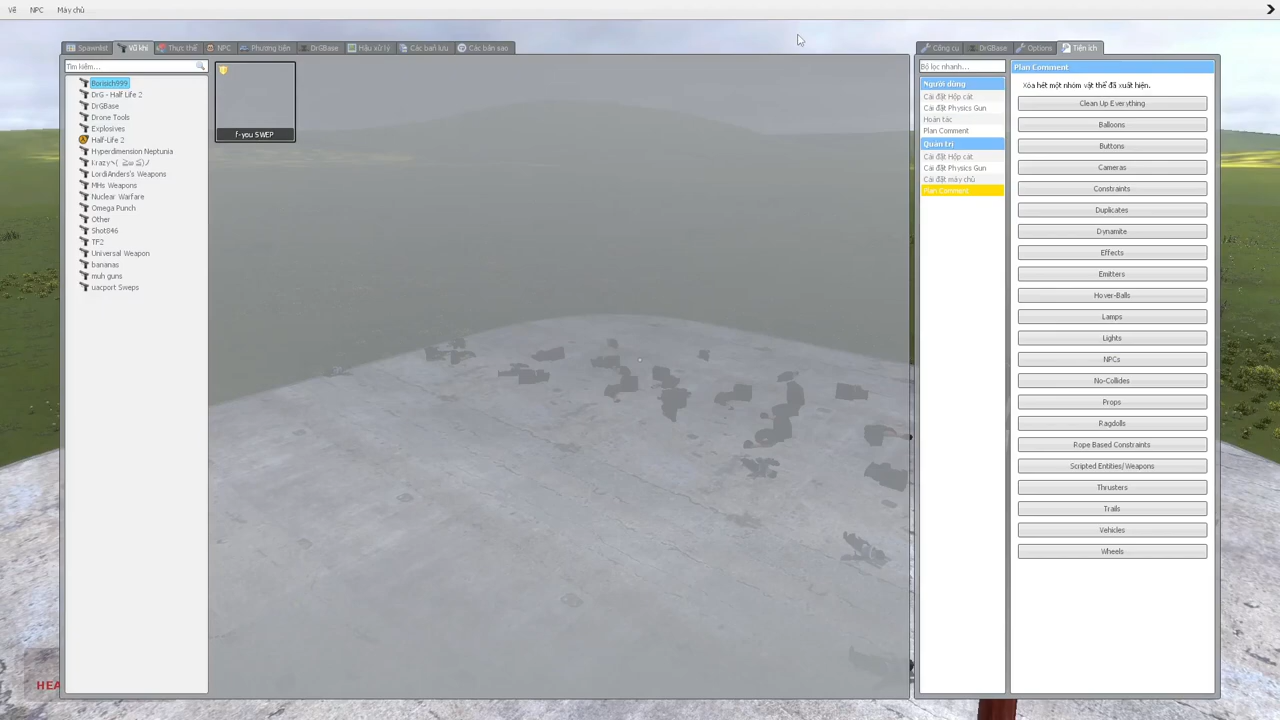 Vẽ NPC Máy chủ
Spawnlist Vũ khí Thực thể NPC Phương tiện DrGBase Hậu xử lý Các bản lưu Các bản sao
Công cụ DrGBase Options Tiện ích
Tìm kiếm...
Borisich999
DrG - Half Life 2
DrGBase
Drone Tools
Explosives
Half-Life 2
Hyperdimension Neptunia
LordiAnders's Weapons
MHs Weapons
Nuclear Warfare
Omega Punch
Other
Shot846
TF2
Universal Weapon
bananas
muh guns
uacport Sweps
f-you SWEP
Bộ lọc nhanh...
Người dùng
Cài đặt Hộp cát
Cài đặt Physics Gun
Hoàn tác
Plan Comment
Quản trị
Cài đặt Hộp cát
Cài đặt Physics Gun
Cài đặt máy chủ
Plan Comment
Plan Comment
Xóa hết một nhóm vật thể đã xuất hiện.
Clean Up Everything
Balloons
Buttons
Cameras
Constraints
Duplicates
Dynamite
Effects
Emitters
Hover-Balls
Lamps
Lights
NPCs
No-Collides
Props
Ragdolls
Rope Based Constraints
Scripted Entities/Weapons
Thrusters
Trails
Vehicles
Wheels
HEA